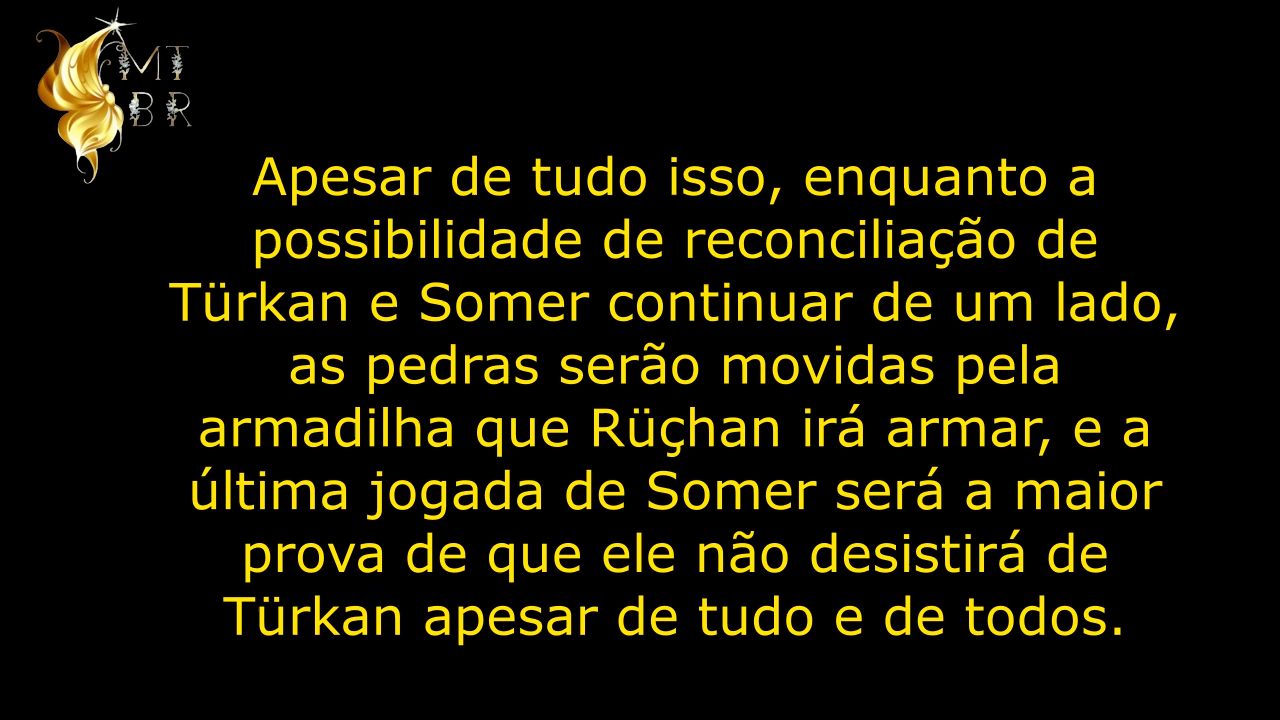 MT
BR
Apesar de tudo isso, enquanto a
possibilidade de reconciliação de
Türkan e Somer continuar de um lado,
as pedras serão movidas pela
armadilha que Rüçhan irá armar, e a
última jogada de Somer será a maior
prova de que ele não desistirá de
Türkan apesar de tudo e de todos.